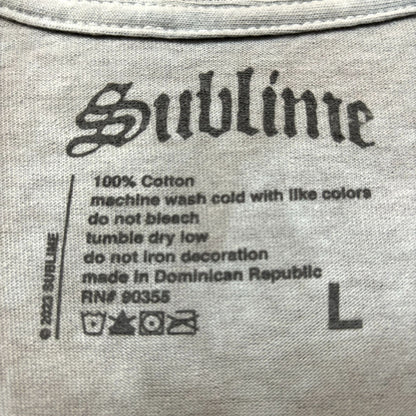 Sublime
100% Cotton
machine wash cold with like colors
do not bleach
tumble dry low
do not iron decoration
made in Dominican Republic
RN# 90355
L
© 2023 SUBLIME